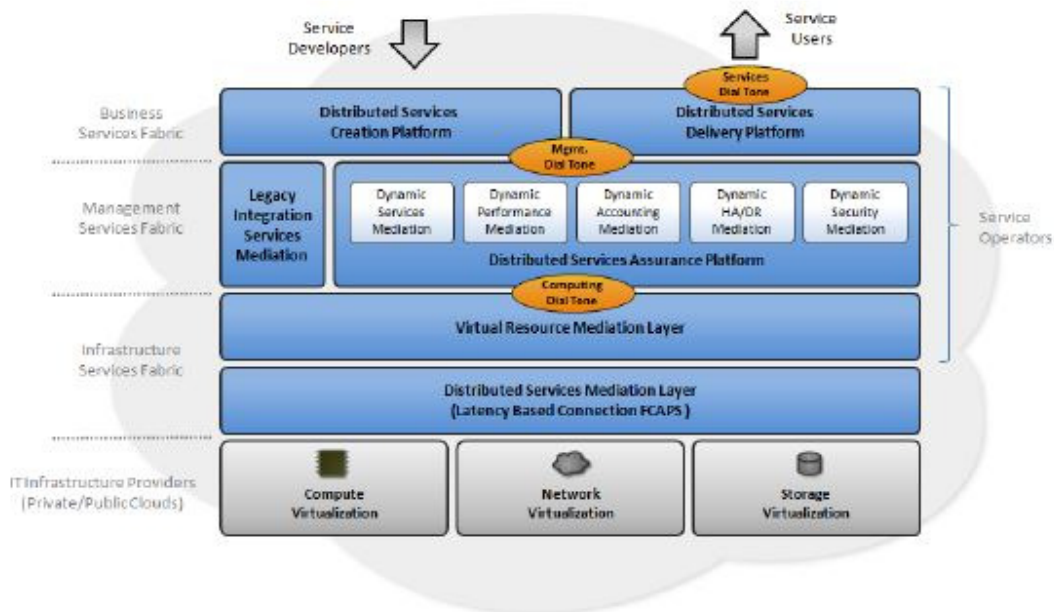 Service
Developers
Service
Users
Services
Dial Tone
Business
Services Fabric
Distributed Services
Creation Platform
Distributed Services
Delivery Platform
Mgmt.
Dial Tone
Management
Services Fabric
Legacy
Integration
Services
Mediation
Dynamic
Services
Mediation
Dynamic
Performance
Mediation
Dynamic
Accounting
Mediation
Dynamic
HA/DR
Mediation
Dynamic
Security
Mediation
Distributed Services Assurance Platform
Service
Operators
Computing
Dial Tone
Virtual Resource Mediation Layer
Infrastructure
Services Fabric
Distributed Services Mediation Layer
(Latency Based Connection FCAPS)
IT Infrastructure Providers
(Private/Public Clouds)
Compute
Virtualization
Network
Virtualization
Storage
Virtualization